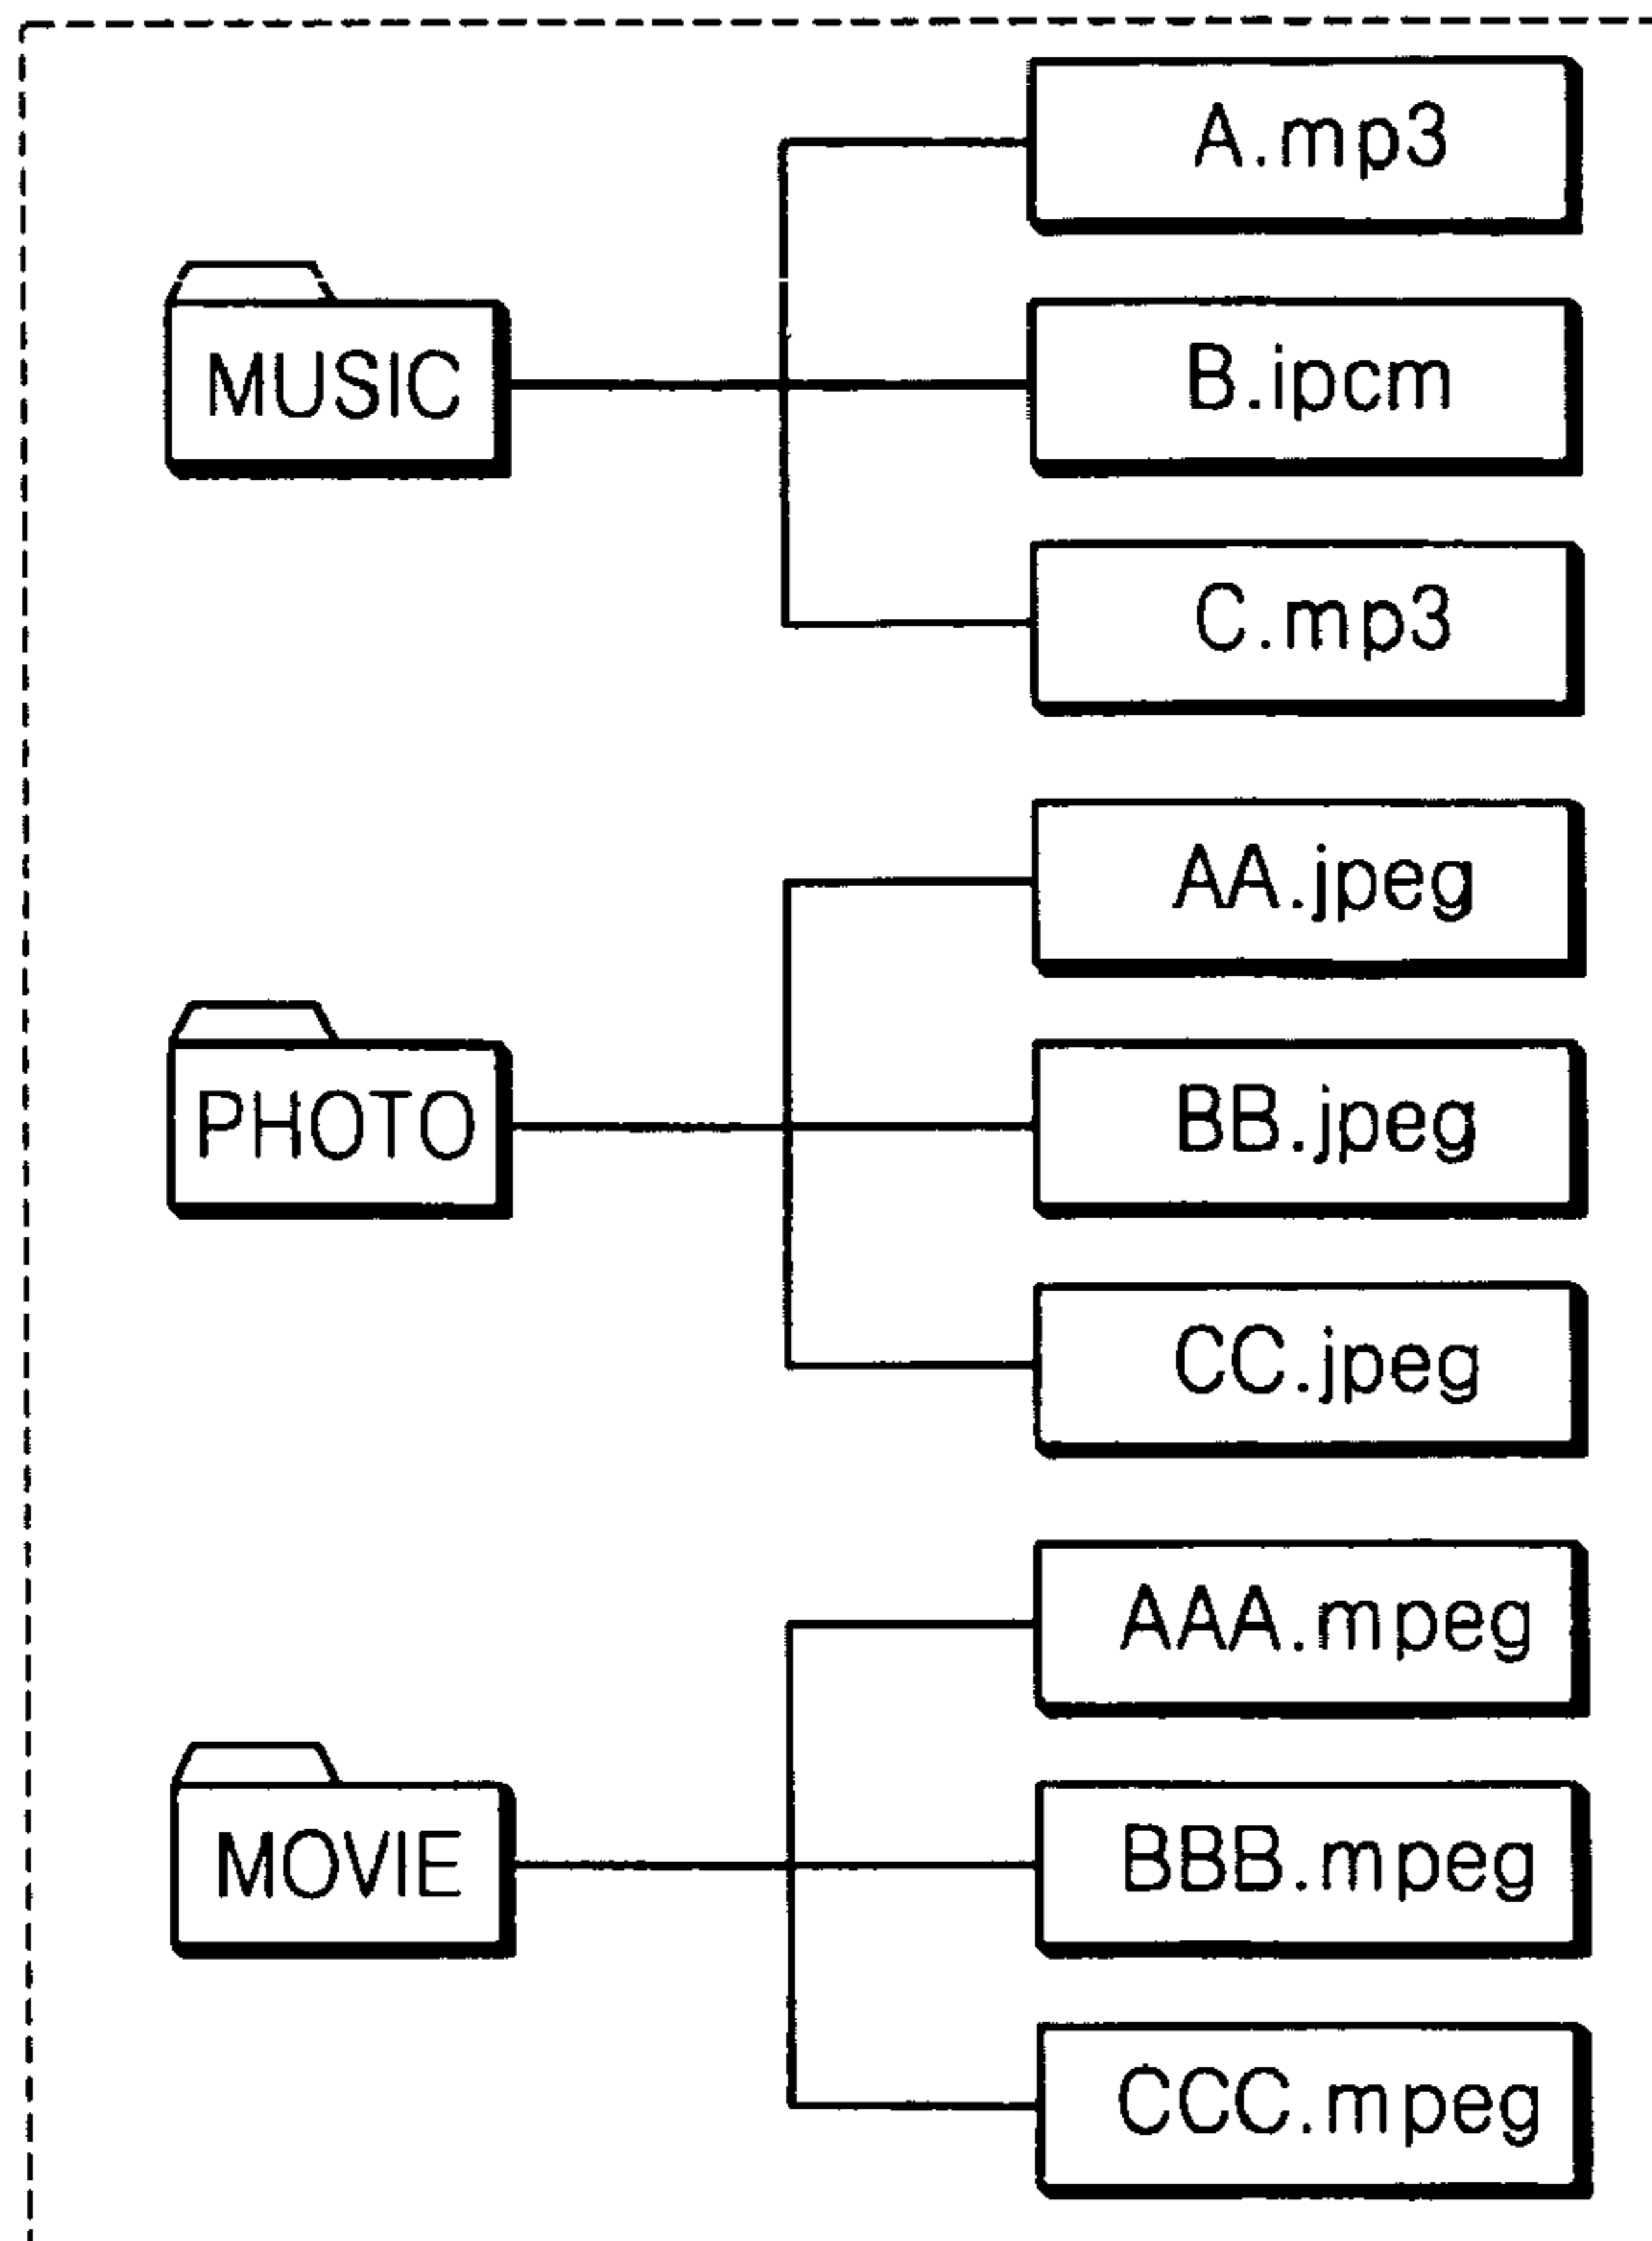 A.mp3
MUSIC
B.ipcm
C.mp3
AA.jpeg
PHOTO
BB.jpeg
CC.jpeg
AAA.mpeg
MOVIE
BBB.mpeg
CCC.mpeg